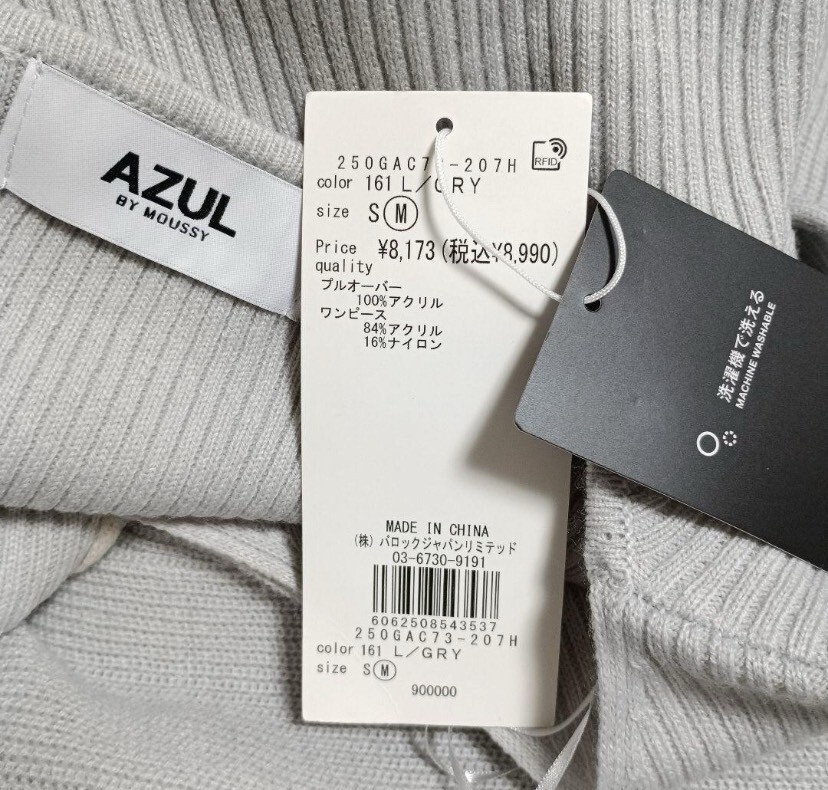 AZUL
BY MOUSSY
250GAC73-207H
RFID
color 161 L/GRY
size S M
Price ¥8,173(税込¥8,990)
quality
プルオーバー
100%アクリル
ワンピース
84%アクリル
16%ナイロン
洗濯機で洗える
MACHINE WASHABLE
MADE IN CHINA
(株)バロックジャパンリミテッド
03-6730-9191
6062508543537
250GAC73-207H
color 161 L/GRY
size S M
900000